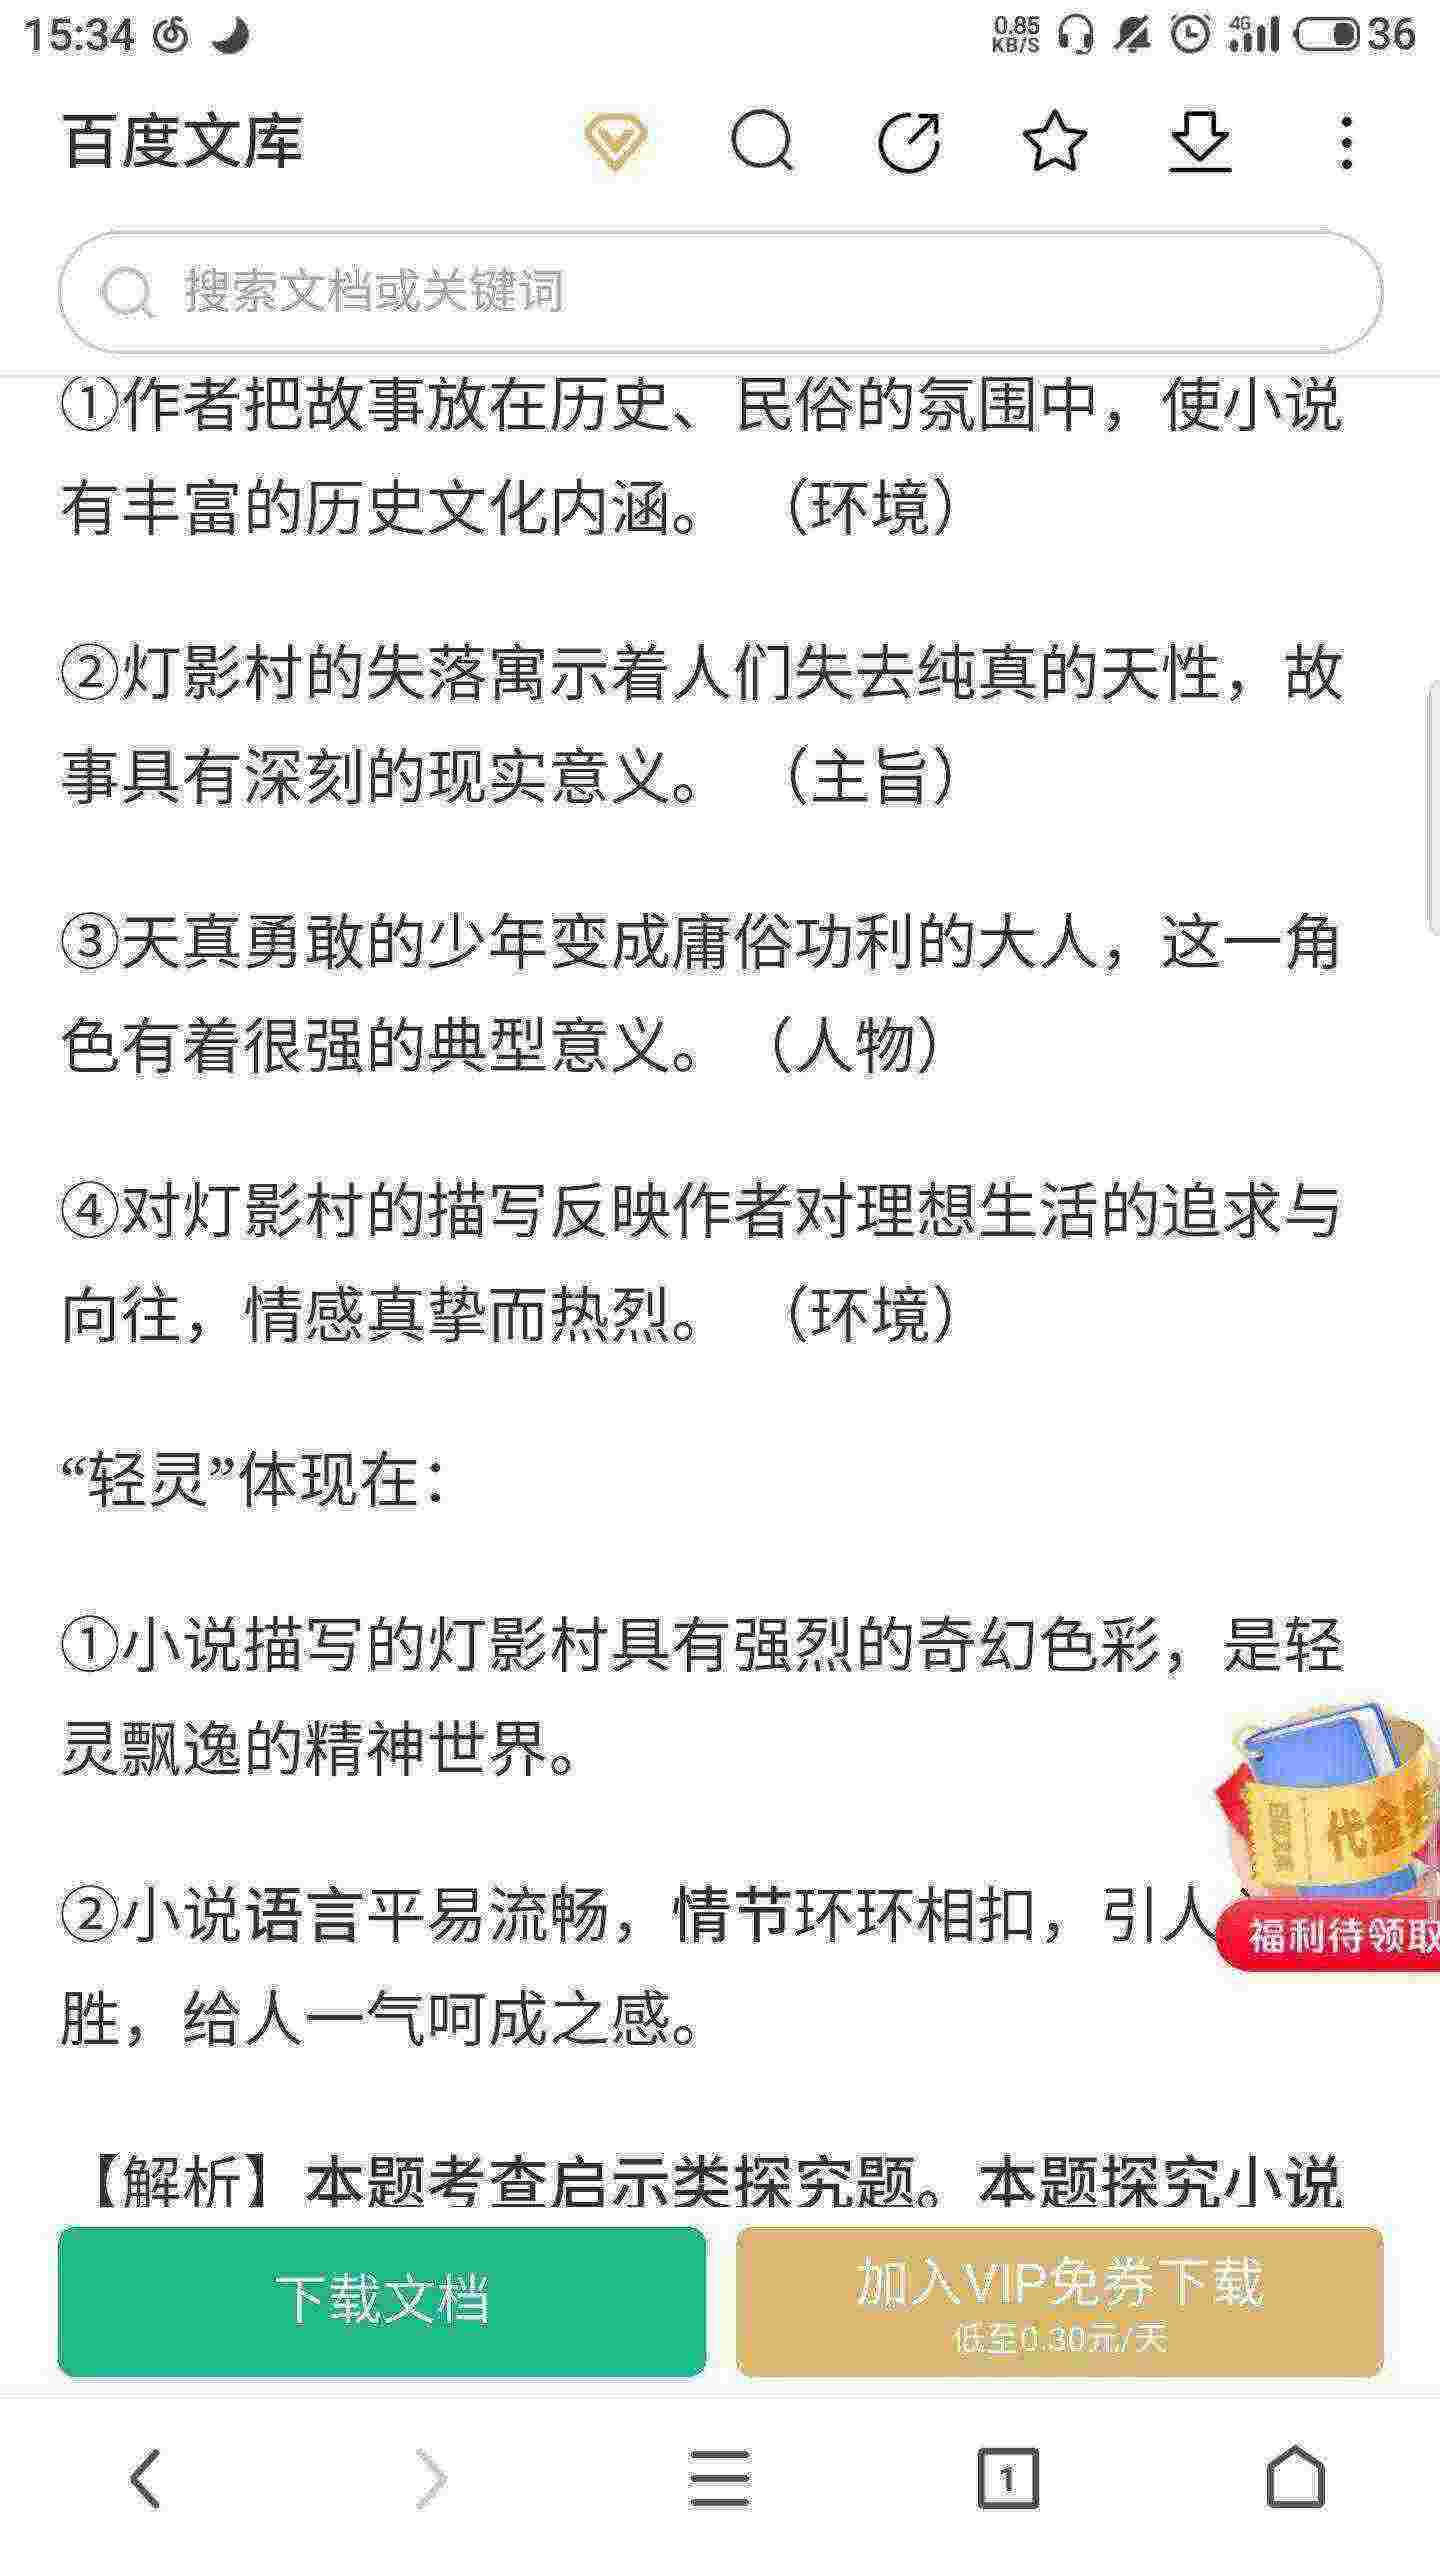 15:34
0.85 KB/S
4G
36
百度文库
搜索文档或关键词
①作者把故事放在历史、民俗的氛围中，使小说
有丰富的历史文化内涵。（环境）
②灯影村的失落寓示着人们失去纯真的天性，故
事具有深刻的现实意义。（主旨）
③天真勇敢的少年变成庸俗功利的大人，这一角
色有着很强的典型意义。（人物）
④对灯影村的描写反映作者对理想生活的追求与
向往，情感真挚而热烈。（环境）
“轻灵”体现在：
①小说描写的灯影村具有强烈的奇幻色彩，是轻
灵飘逸的精神世界。
代金
②小说语言平易流畅，情节环环相扣，引人
福利待领取
胜，给人一气呵成之感。
【解析】本题考查启示类探究题。本题探究小说
下载文档
加入VIP免券下载
低至0.30元/天
1